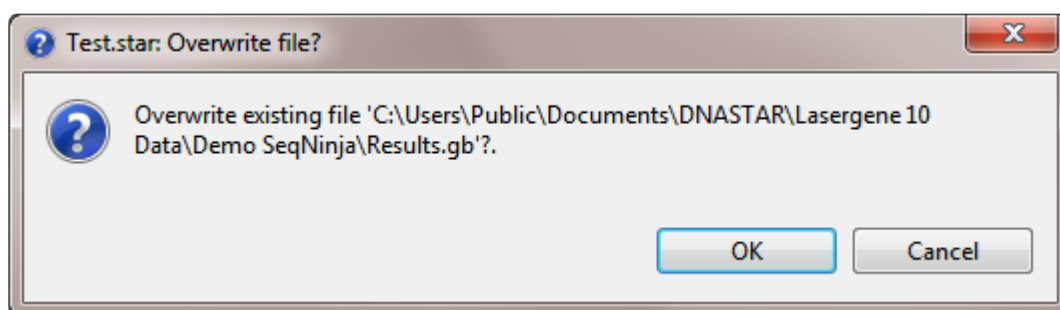 Test.star: Overwrite file?
Overwrite existing file 'C:\Users\Public\Documents\DNASTAR\Lasergene 10
Data\Demo SeqNinja\Results.gb'?.
OK
Cancel